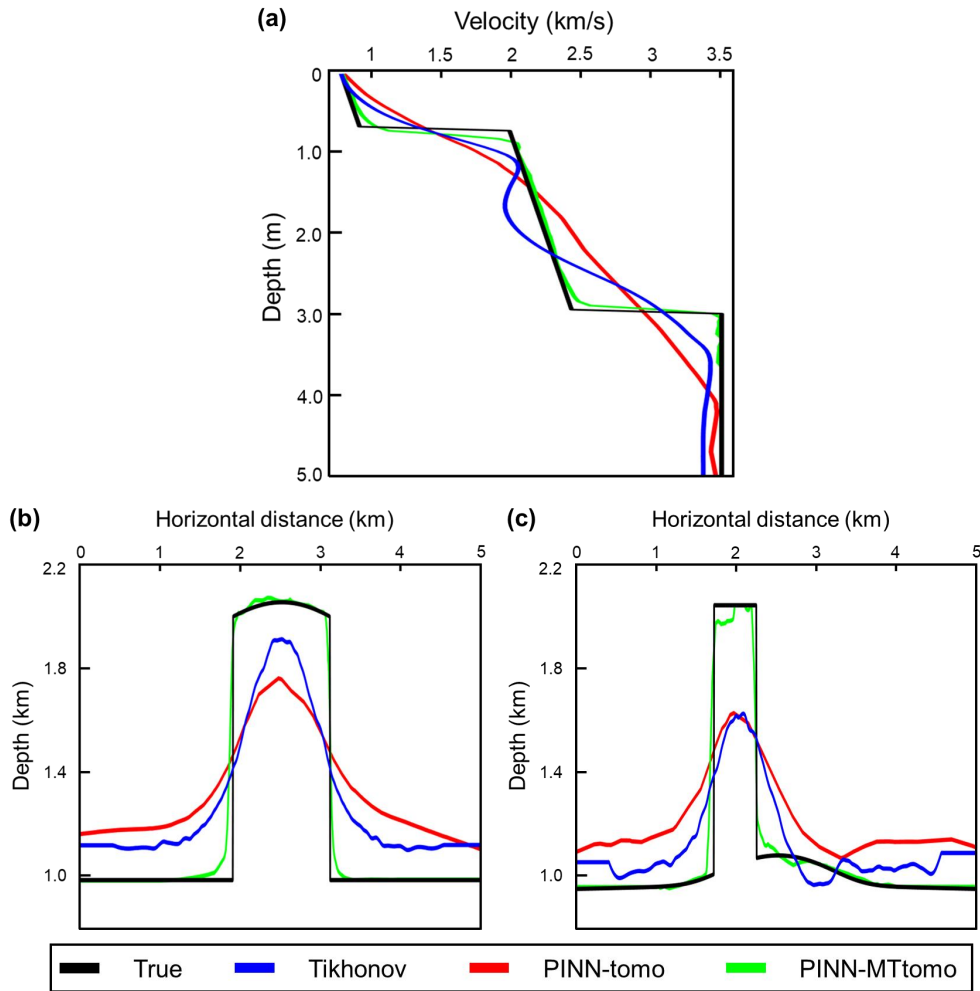 (a)
Velocity (km/s)
1 1.5 2 2.5 3 3.5
0
1.0
2.0
3.0
4.0
5.0
Depth (m)
(b)
Horizontal distance (km)
0 1 2 3 4 5
2.2
1.8
1.4
1.0
Depth (km)
(c)
Horizontal distance (km)
0 1 2 3 4 5
2.2
1.8
1.4
1.0
Depth (km)
True Tikhonov PINN-tomo PINN-MTtomo